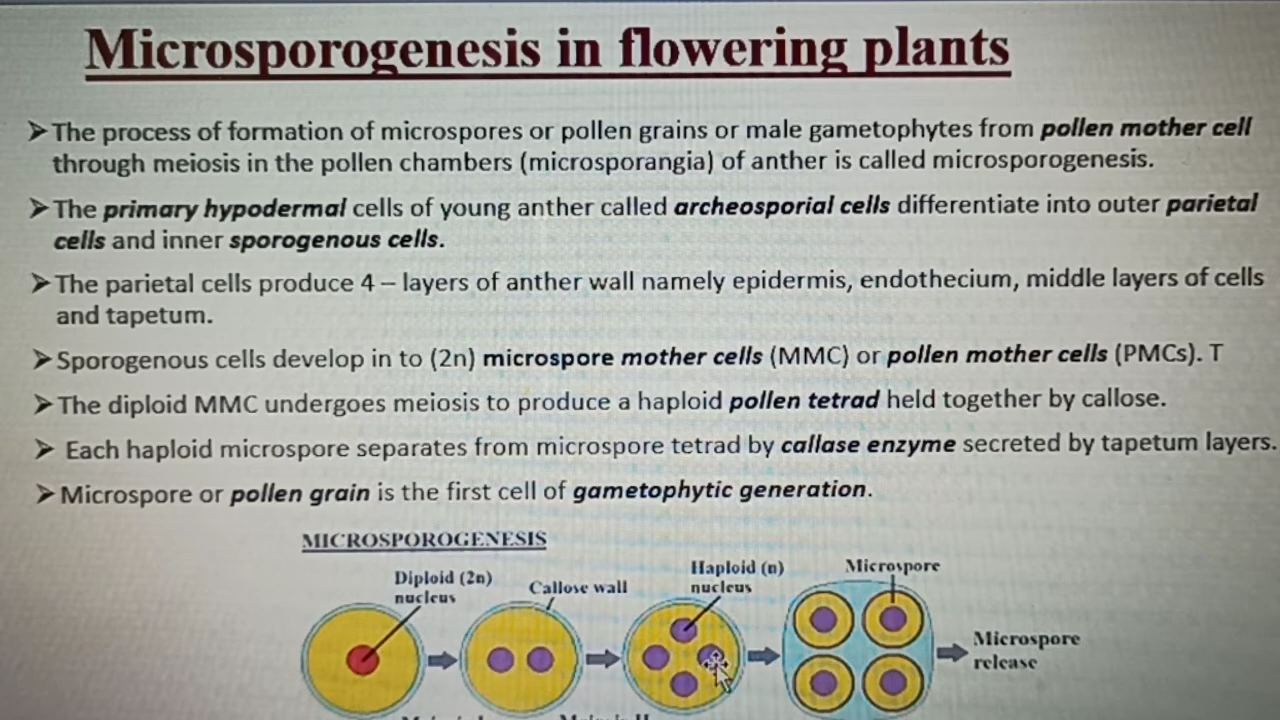 Microsporogenesis in flowering plants
➤The process of formation of microspores or pollen grains or male gametophytes from pollen mother cell
through meiosis in the pollen chambers (microsporangia) of anther is called microsporogenesis.
➤The primary hypodermal cells of young anther called archeosporial cells differentiate into outer parietal
cells and inner sporogenous cells.
➤The parietal cells produce 4 – layers of anther wall namely epidermis, endothecium, middle layers of cells
and tapetum.
➤Sporogenous cells develop in to (2n) microspore mother cells (MMC) or pollen mother cells (PMCs). T
➤The diploid MMC undergoes meiosis to produce a haploid pollen tetrad held together by callose.
➤ Each haploid microspore separates from microspore tetrad by callase enzyme secreted by tapetum layers.
➤Microspore or pollen grain is the first cell of gametophytic generation.
MICROSPOROGENESIS
Diploid (2n)
nucleus
Callose wall
Haploid (n)
nucleus
Microspore
Microspore
release